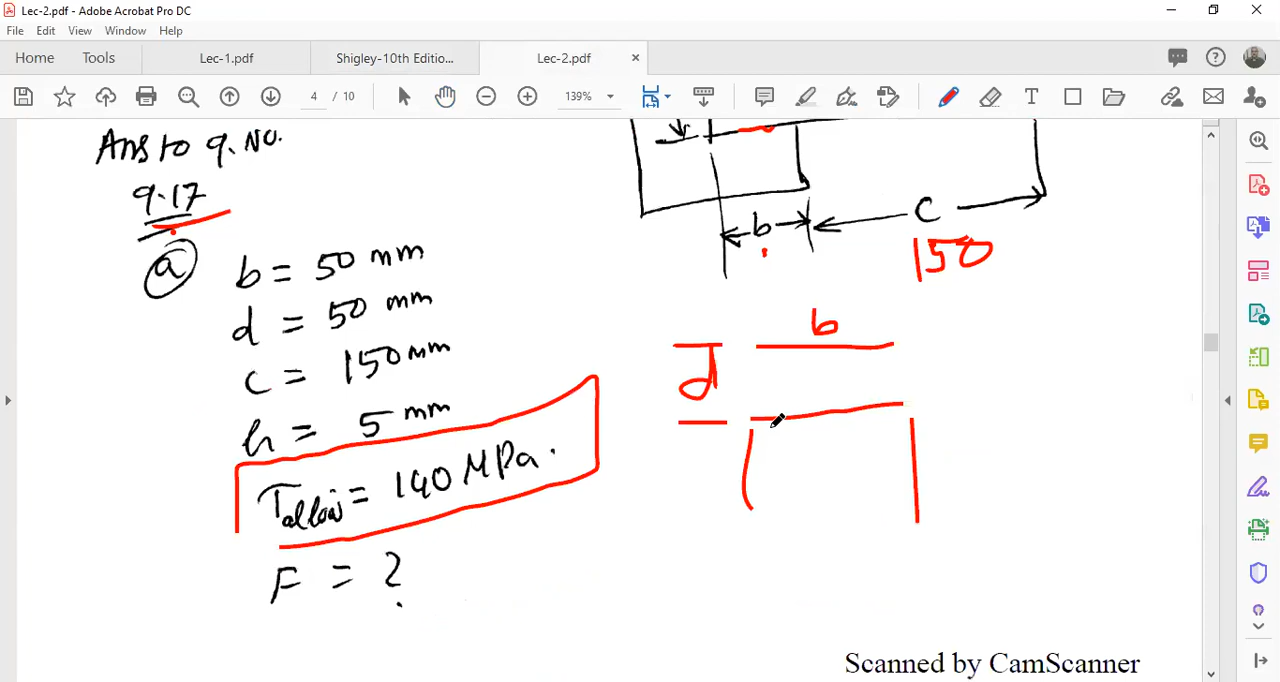 Lec-2.pdf - Adobe Acrobat Pro DC
File Edit View Window Help
Home Tools Lec-1.pdf Shigley-10th Editio... Lec-2.pdf
4 / 10 139%
Ans to q. No.
9.17
a
b = 50 mm
d = 50 mm
c = 150 mm
h = 5 mm
τallow = 140 MPa.
F = ?
b
c
150
b
d
Scanned by CamScanner